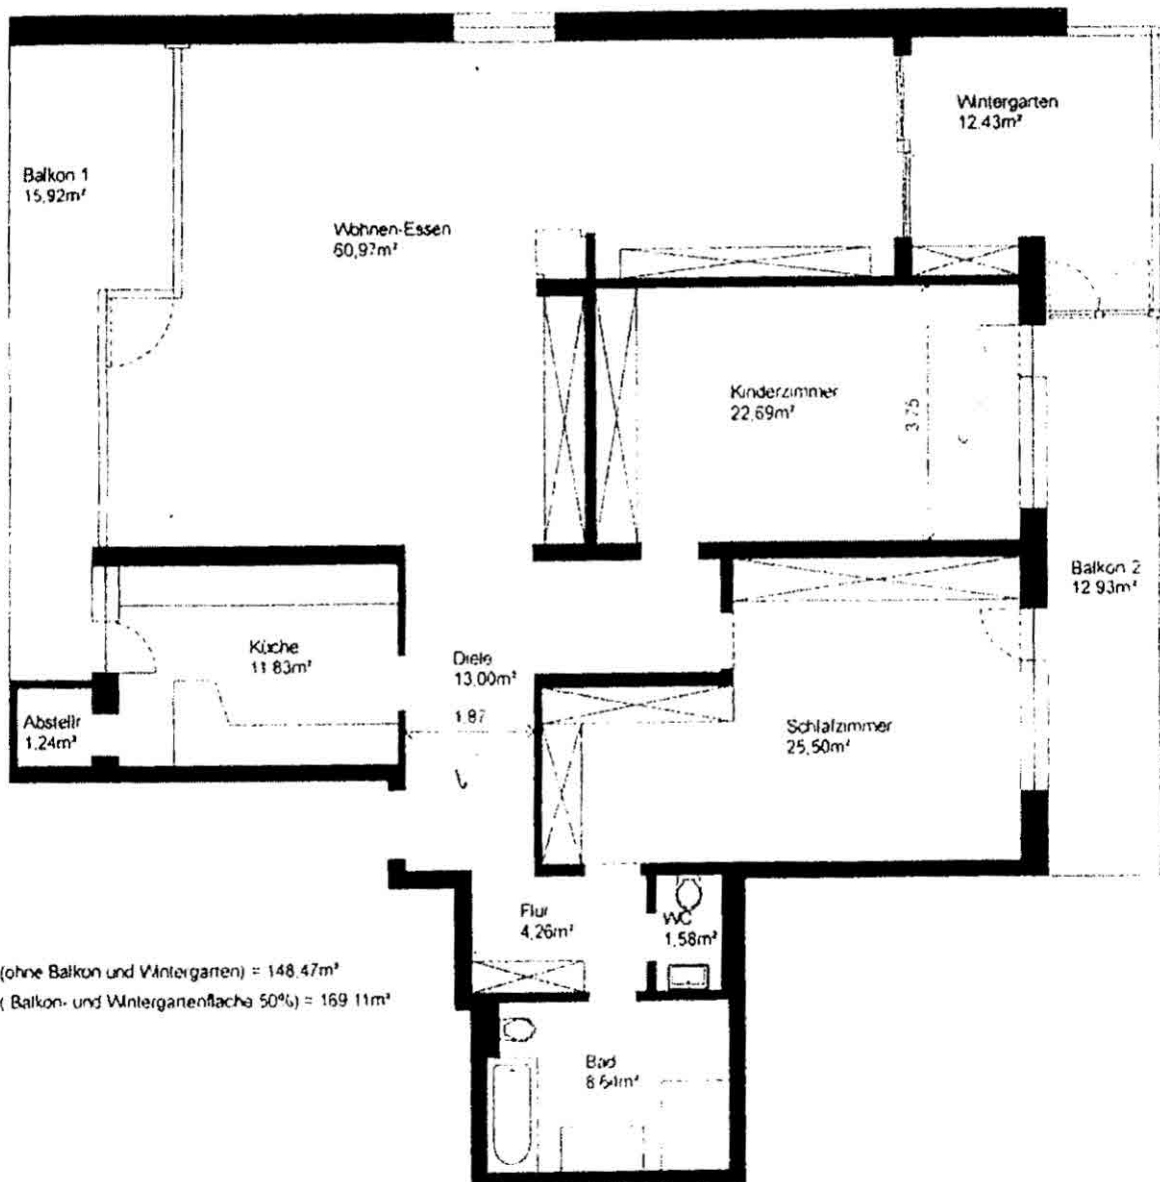 Wintergarten
12.43m²
Balkon 1
15,92m²
Wohnen-Essen
60,97m²
Kinderzimmer
22,69m²
3.75
Balkon 2
12.93m²
Küche
11.83m²
Diele
13.00m²
1.87
Abstellr
1.24m²
Schlafzimmer
25,50m²
Flur
4,26m²
WC
1.58m²
(ohne Balkon und Wintergarten) = 148,47m²
( Balkon- und Wintergartenfläche 50%) = 169.11m²
Bad